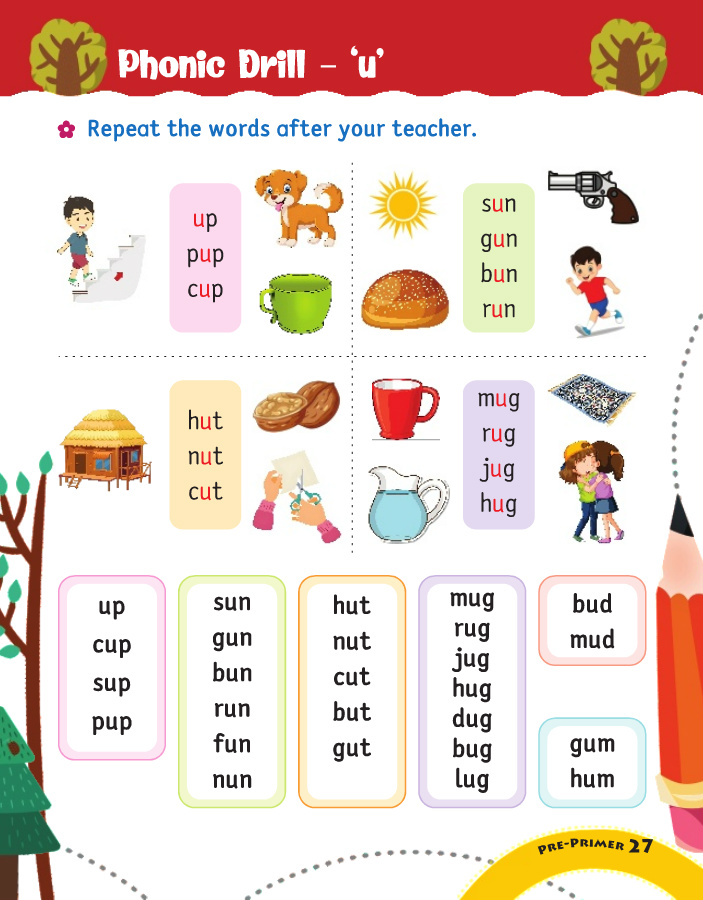 Phonic Drill – ‘u’
Repeat the words after your teacher.
up
pup
cup
sun
gun
bun
run
hut
nut
cut
mug
rug
jug
hug
up
cup
sup
pup
sun
gun
bun
run
fun
nun
hut
nut
cut
but
gut
mug
rug
jug
hug
dug
bug
lug
bud
mud
gum
hum
PRE-PRIMER 27